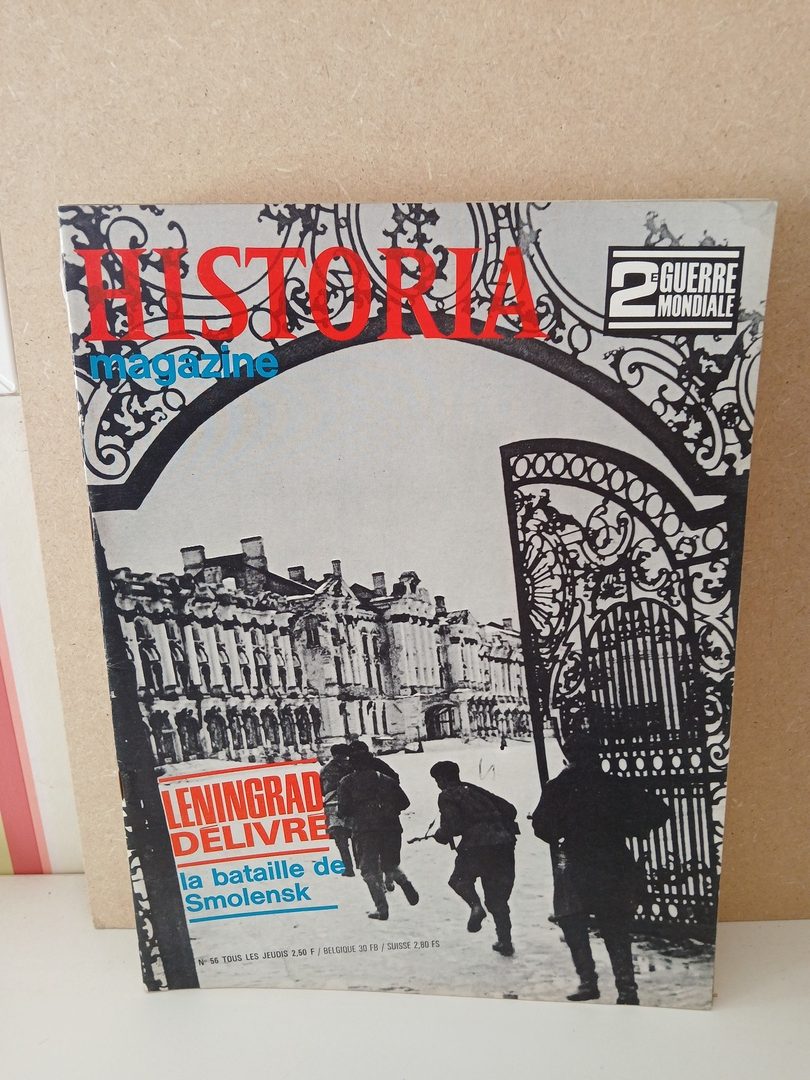 HISTORIA
magazine
2E GUERRE
MONDIALE
LENINGRAD
DÉLIVRÉ
la bataille de
Smolensk
N° 56 TOUS LES JEUDIS 2,50 F / BELGIQUE 30 FB / SUISSE 2,80 FS